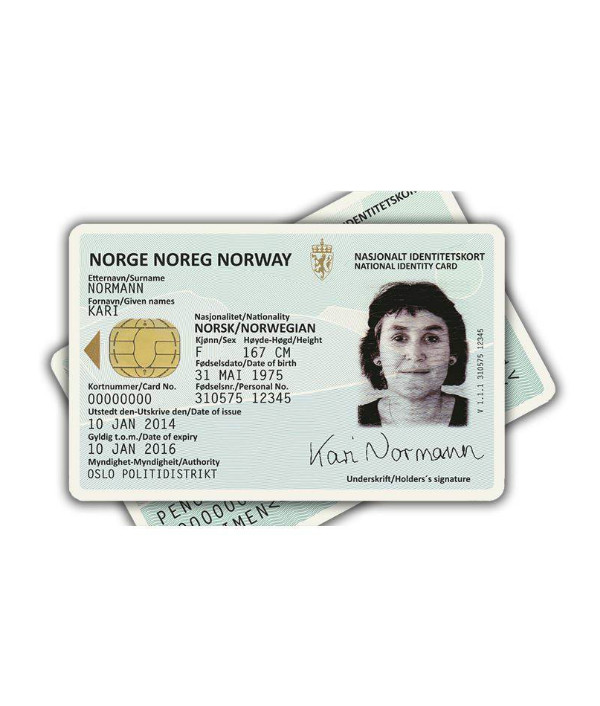 IDENTITETSKORT
NORGE NOREG NORWAY
NASJONALT IDENTITETSKORT
NATIONAL IDENTITY CARD
Etternavn/Surname
NORMANN
Fornavn/Given names
KARI
Nasjonalitet/Nationality
NORSK/NORWEGIAN
Kjønn/Sex Høyde-Høgd/Height
F 167 CM
Fødselsdato/Date of birth
31 MAI 1975
Fødselsnr./Personal No.
310575 12345
Kortnummer/Card No.
00000000
Utstedt den-Utskrive den/Date of issue
10 JAN 2014
Gyldig t.o.m./Date of expiry
10 JAN 2016
Myndighet-Myndigheit/Authority
OSLO POLITIDISTRIKT
V 1.1.1 310575 12345
Kari Normann
Underskrift/Holders´s signature